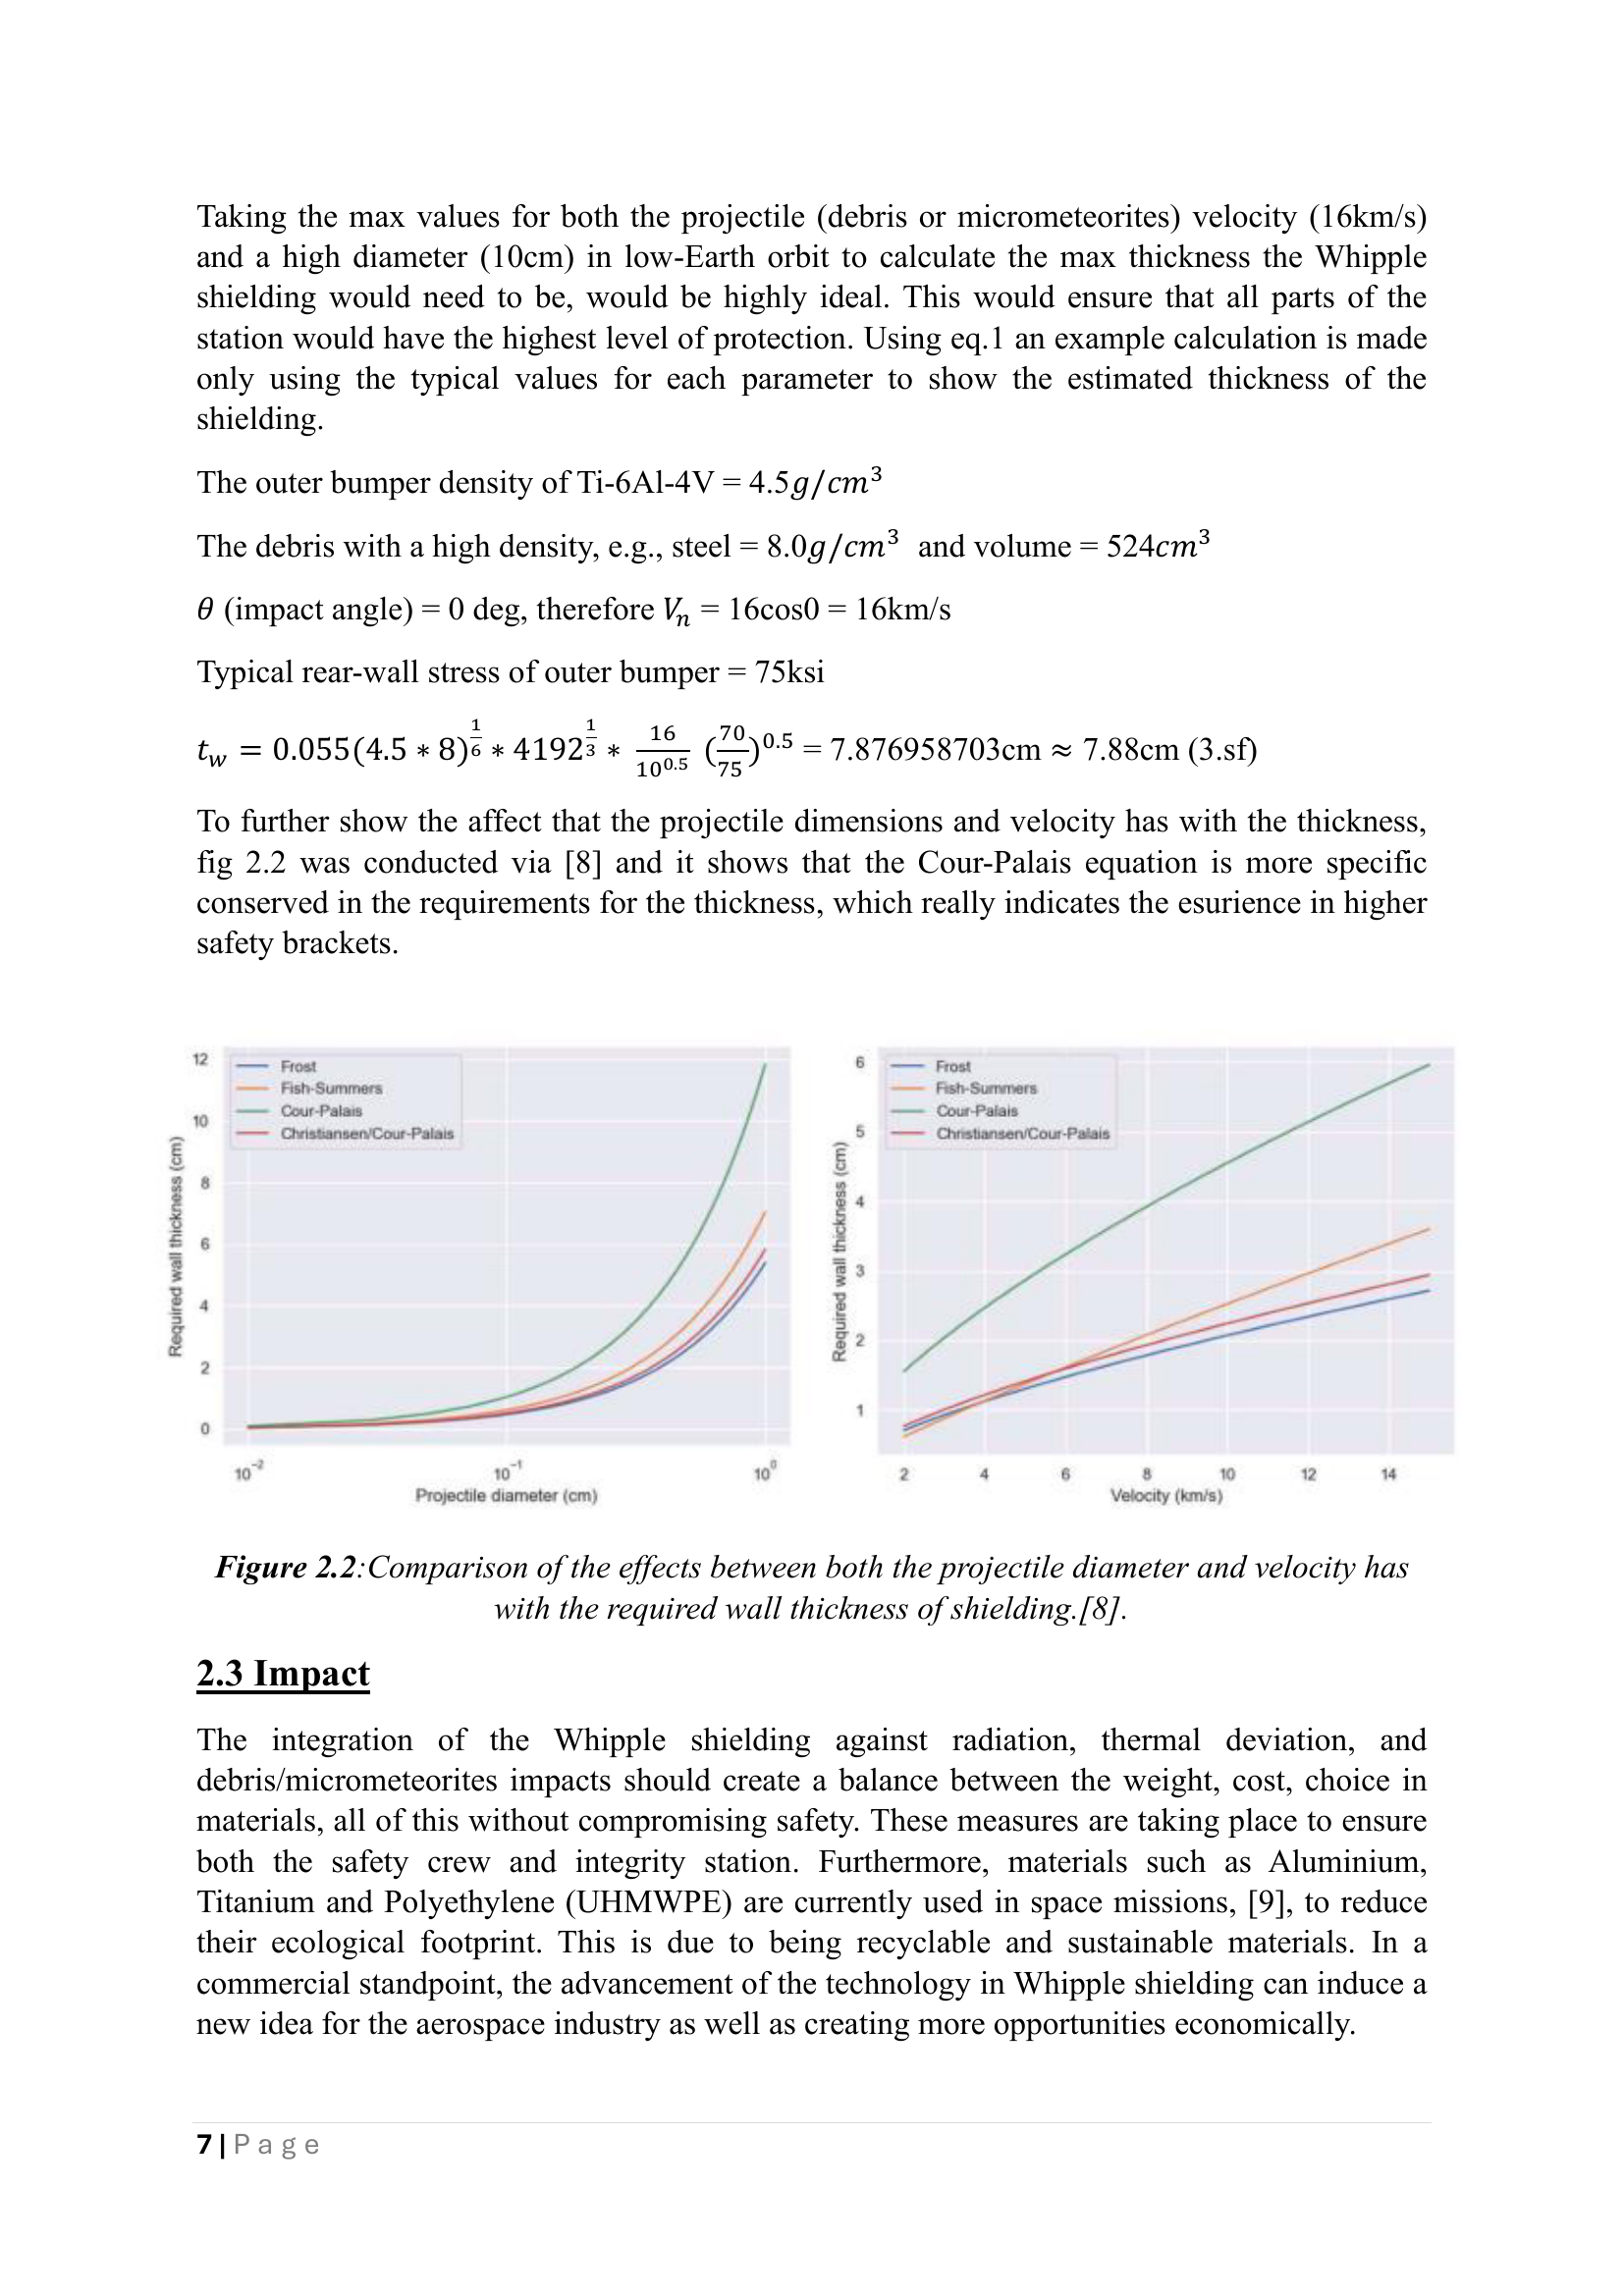 Taking the max values for both the projectile (debris or micrometeorites) velocity (16km/s)
and a high diameter (10cm) in low-Earth orbit to calculate the max thickness the Whipple
shielding would need to be, would be highly ideal. This would ensure that all parts of the
station would have the highest level of protection. Using eq.1 an example calculation is made
only using the typical values for each parameter to show the estimated thickness of the
shielding.
The outer bumper density of Ti-6Al-4V = 4.5g/cm³
The debris with a high density, e.g., steel = 8.0g/cm³ and volume = 524cm³
θ (impact angle) = 0 deg, therefore Vₙ = 16cos0 = 16km/s
Typical rear-wall stress of outer bumper = 75ksi
t_w = 0.055(4.5 * 8)^(1/6) * 4192^(1/3) * 16/10^0.5 (70/75)^0.5 = 7.876958703cm ≈ 7.88cm (3.sf)
To further show the affect that the projectile dimensions and velocity has with the thickness,
fig 2.2 was conducted via [8] and it shows that the Cour-Palais equation is more specific
conserved in the requirements for the thickness, which really indicates the esurience in higher
safety brackets.
Frost
Fish-Summers
Cour-Palais
Christiansen/Cour-Palais
Required wall thickness (cm)
12
10
8
6
4
2
0
10⁻²
10⁻¹
10⁰
Projectile diameter (cm)
Frost
Fish-Summers
Cour-Palais
Christiansen/Cour-Palais
Required wall thickness (cm)
6
5
4
3
2
1
2
4
6
8
10
12
14
Velocity (km/s)
Figure 2.2:Comparison of the effects between both the projectile diameter and velocity has
with the required wall thickness of shielding.[8].
2.3 Impact
The integration of the Whipple shielding against radiation, thermal deviation, and
debris/micrometeorites impacts should create a balance between the weight, cost, choice in
materials, all of this without compromising safety. These measures are taking place to ensure
both the safety crew and integrity station. Furthermore, materials such as Aluminium,
Titanium and Polyethylene (UHMWPE) are currently used in space missions, [9], to reduce
their ecological footprint. This is due to being recyclable and sustainable materials. In a
commercial standpoint, the advancement of the technology in Whipple shielding can induce a
new idea for the aerospace industry as well as creating more opportunities economically.
7 | Page